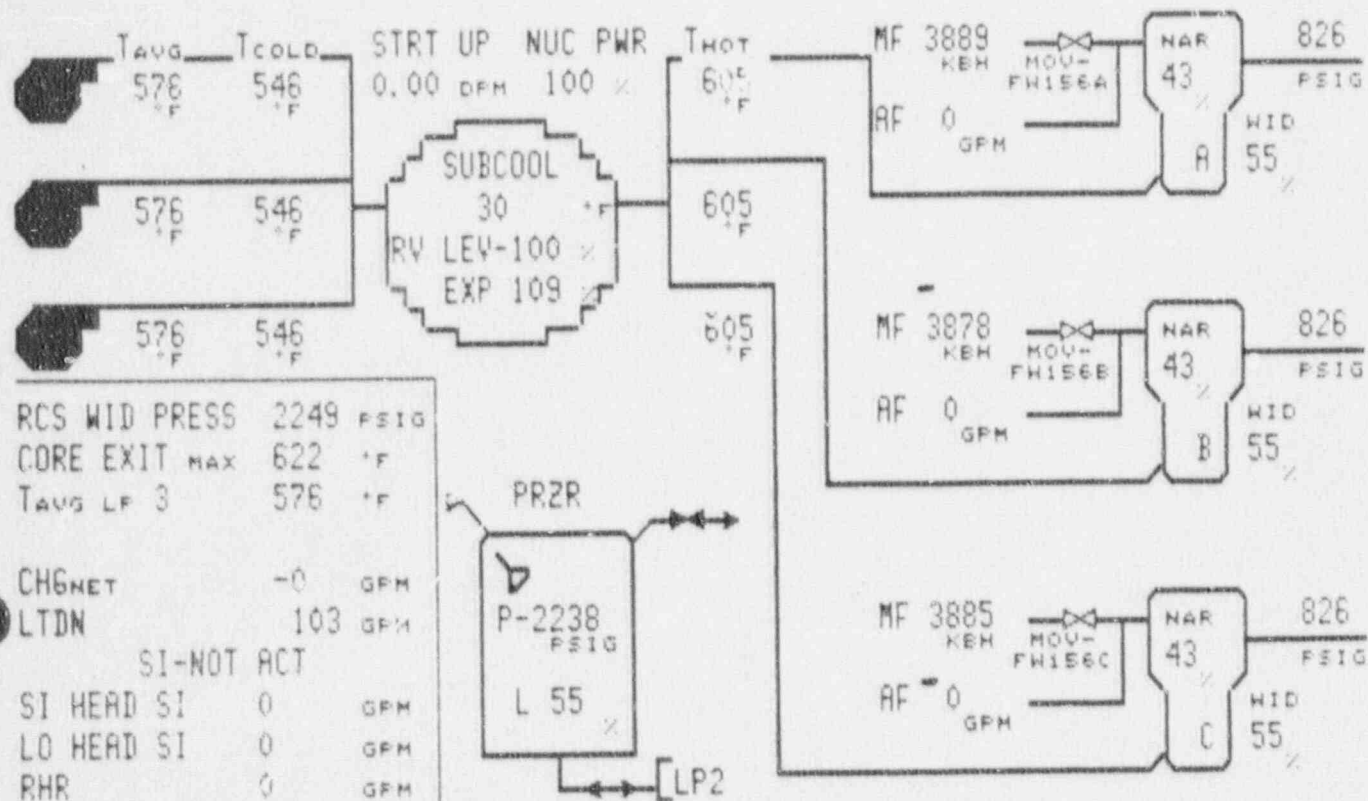 TAVG TCOLD STRT UP NUC PWR THOT MF 3889 KBH NAR 826
576 °F 546 °F 0.00 DPM 100 % 605 °F MOV-FW156A 43 % PSIG
AF 0 GPM A WID 55 %
SUBCOOL
576 °F 546 °F 30 °F 605 °F
RV LEV-100 %
EXP 109 %
576 °F 546 °F 605 °F
MF 3878 KBH MOV-FW156B NAR 43 % 826 PSIG
AF 0 GPM B WID 55 %
RCS WID PRESS 2249 PSIG
CORE EXIT MAX 622 °F
TAVG LP 3 576 °F
PRZR
CHGNET -0 GPM
LTDN 103 GPM
P-2238 PSIG
SI-NOT ACT
L 55 %
SI HEAD SI 0 GPM
LO HEAD SI 0 GPM
RHR 0 GPM
LP2
MF 3885 KBH MOV-FW156C NAR 43 % 826 PSIG
AF 0 GPM C WID 55 %